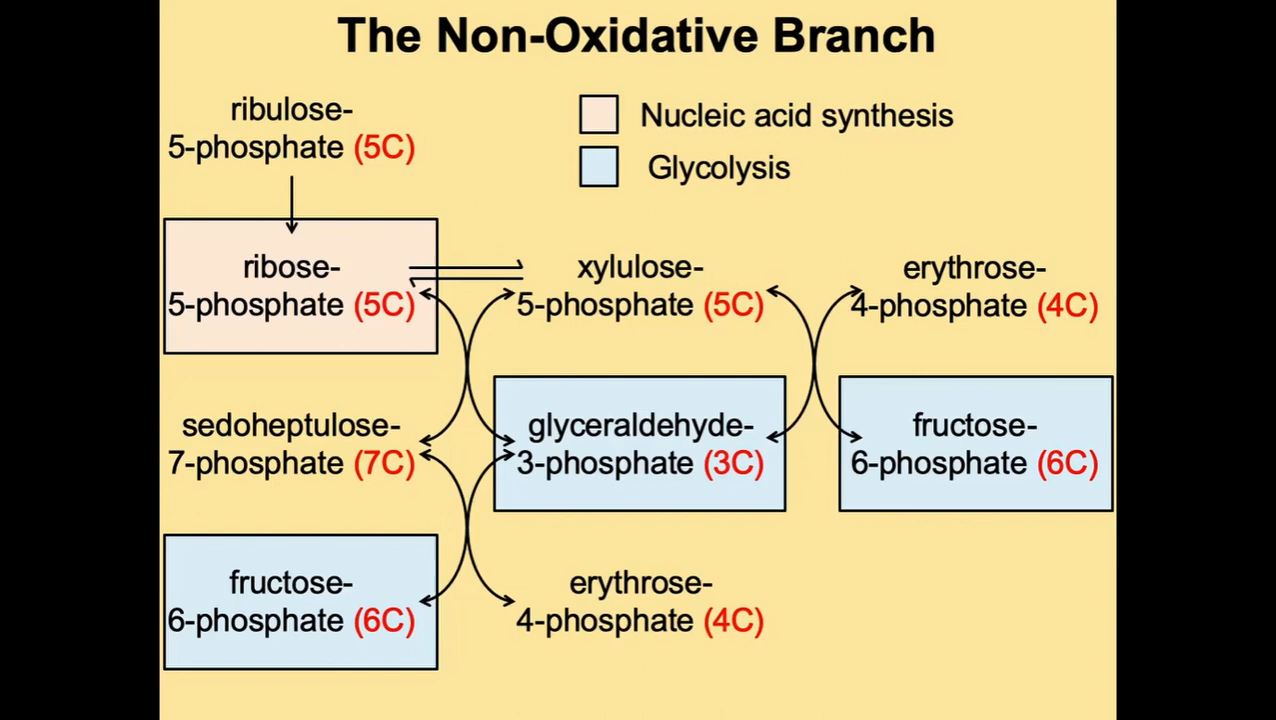 The Non-Oxidative Branch
ribulose-
5-phosphate (5C)
Nucleic acid synthesis
Glycolysis
ribose-
5-phosphate (5C)
xylulose-
5-phosphate (5C)
erythrose-
4-phosphate (4C)
sedoheptulose-
7-phosphate (7C)
glyceraldehyde-
3-phosphate (3C)
fructose-
6-phosphate (6C)
fructose-
6-phosphate (6C)
erythrose-
4-phosphate (4C)